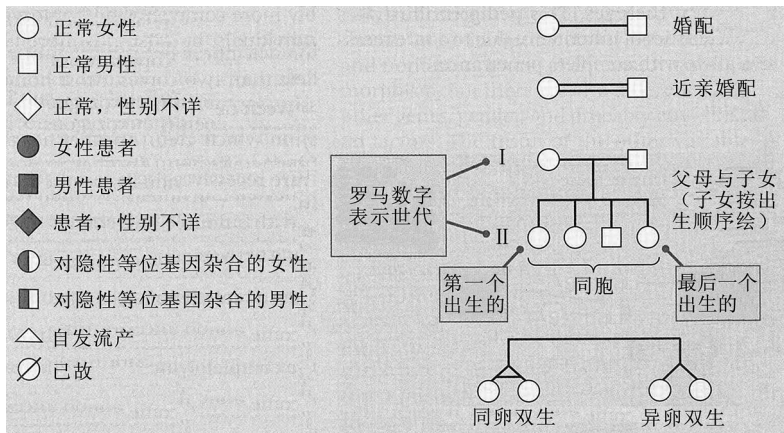 正常女性
正常男性
正常，性别不详
女性患者
男性患者
患者，性别不详
对隐性等位基因杂合的女性
对隐性等位基因杂合的男性
自发流产
已故
婚配
近亲婚配
罗马数字
表示世代
I
II
父母与子女
（子女按出
生顺序绘）
第一个
出生的
同胞
最后一个
出生的
同卵双生
异卵双生